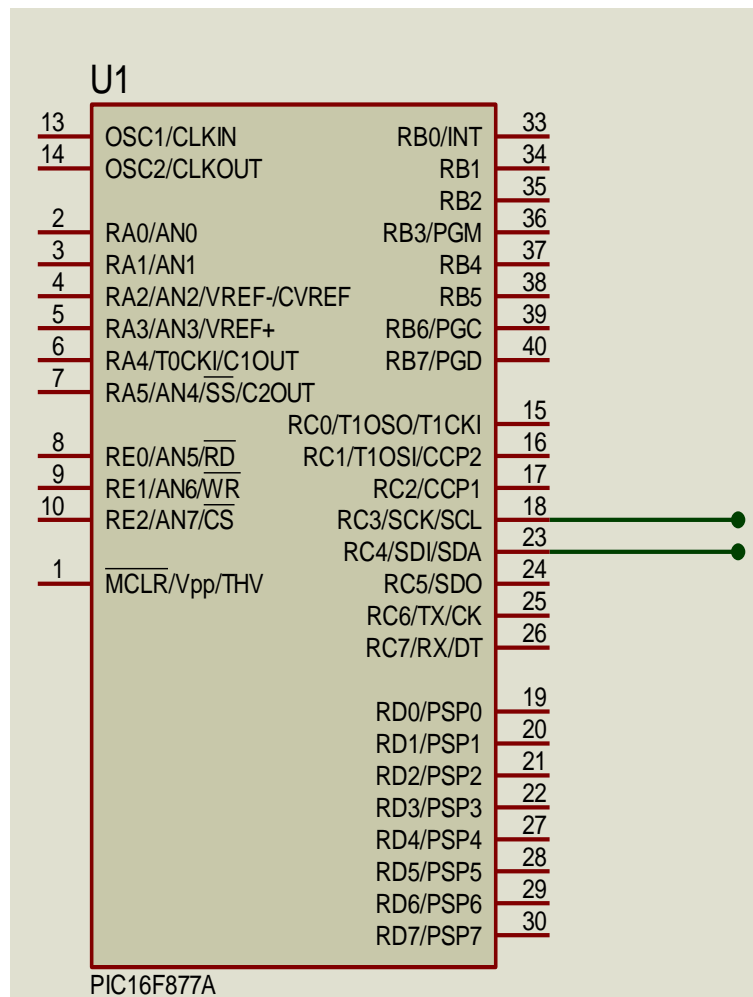 U1
13 OSC1/CLKIN RB0/INT 33
14 OSC2/CLKOUT RB1 34
RB2 35
2 RA0/AN0 RB3/PGM 36
3 RA1/AN1 RB4 37
4 RA2/AN2/VREF-/CVREF RB5 38
5 RA3/AN3/VREF+ RB6/PGC 39
6 RA4/T0CKI/C1OUT RB7/PGD 40
7 RA5/AN4/SS/C2OUT
RC0/T1OSO/T1CKI 15
8 RE0/AN5/RD RC1/T1OSI/CCP2 16
9 RE1/AN6/WR RC2/CCP1 17
10 RE2/AN7/CS RC3/SCK/SCL 18
RC4/SDI/SDA 23
1 MCLR/Vpp/THV RC5/SDO 24
RC6/TX/CK 25
RC7/RX/DT 26
RD0/PSP0 19
RD1/PSP1 20
RD2/PSP2 21
RD3/PSP3 22
RD4/PSP4 27
RD5/PSP5 28
RD6/PSP6 29
RD7/PSP7 30
PIC16F877A